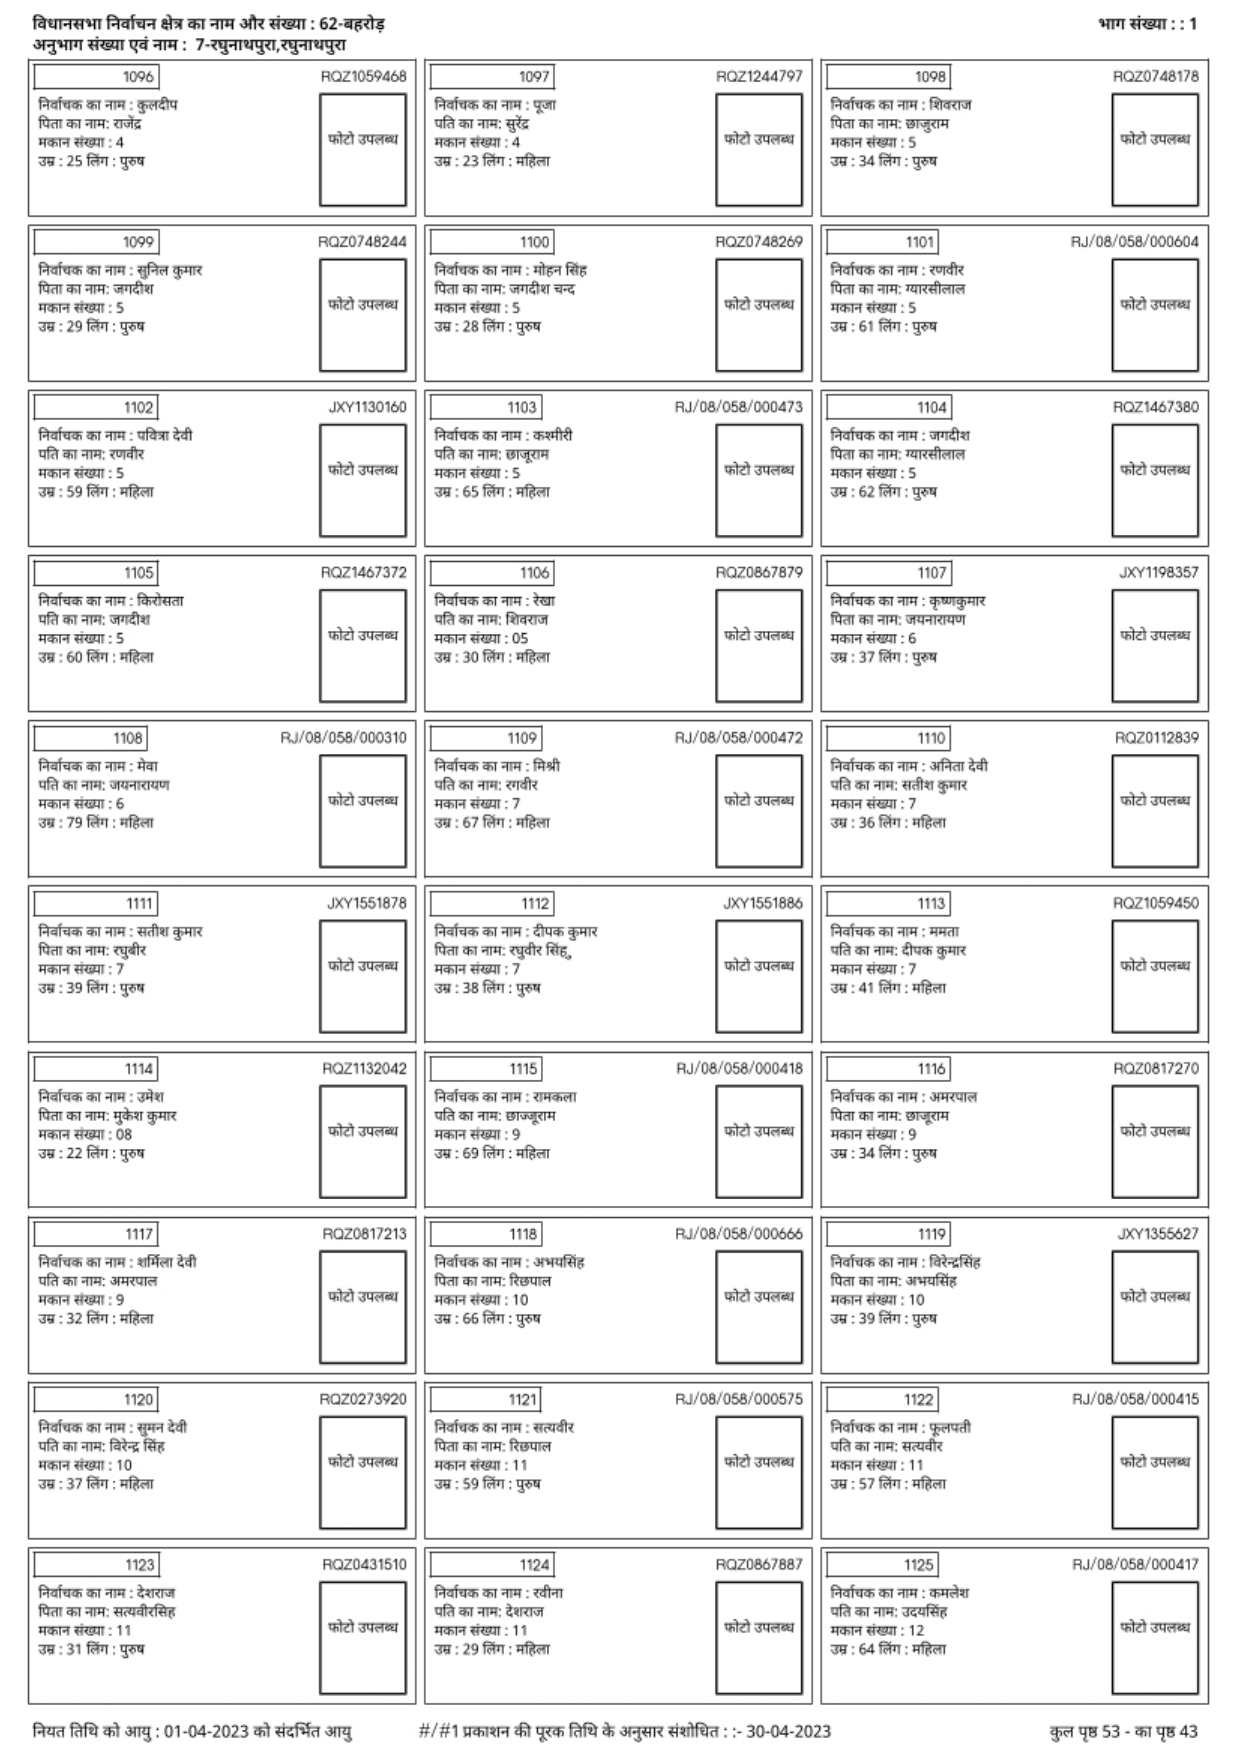 विधानसभा निर्वाचन क्षेत्र का नाम और संख्या : 62-बहरोड़ भाग संख्या : : 1
अनुभाग संख्या एवं नाम : 7-रघुनाथपुरा,रघुनाथपुरा
1096 RQZ1059468
निर्वाचक का नाम : कुलदीप
पिता का नाम: राजेंद्र
मकान संख्या : 4
उम्र : 25 लिंग : पुरुष
फोटो उपलब्ध
1097 RQZ1244797
निर्वाचक का नाम : पूजा
पति का नाम: सुरेंद्र
मकान संख्या : 4
उम्र : 23 लिंग : महिला
फोटो उपलब्ध
1098 RQZ0748178
निर्वाचक का नाम : शिवराज
पिता का नाम: छाजुराम
मकान संख्या : 5
उम्र : 34 लिंग : पुरुष
फोटो उपलब्ध
1099 RQZ0748244
निर्वाचक का नाम : सुनिल कुमार
पिता का नाम: जगदीश
मकान संख्या : 5
उम्र : 29 लिंग : पुरुष
फोटो उपलब्ध
1100 RQZ0748269
निर्वाचक का नाम : मोहन सिंह
पिता का नाम: जगदीश चन्द
मकान संख्या : 5
उम्र : 28 लिंग : पुरुष
फोटो उपलब्ध
1101 RJ/08/058/000604
निर्वाचक का नाम : रणवीर
पिता का नाम: ग्यारसीलाल
मकान संख्या : 5
उम्र : 61 लिंग : पुरुष
फोटो उपलब्ध
1102 JXY1130160
निर्वाचक का नाम : पवित्रा देवी
पति का नाम: रणवीर
मकान संख्या : 5
उम्र : 59 लिंग : महिला
फोटो उपलब्ध
1103 RJ/08/058/000473
निर्वाचक का नाम : कश्मीरी
पति का नाम: छाजूराम
मकान संख्या : 5
उम्र : 65 लिंग : महिला
फोटो उपलब्ध
1104 RQZ1467380
निर्वाचक का नाम : जगदीश
पिता का नाम: ग्यारसीलाल
मकान संख्या : 5
उम्र : 62 लिंग : पुरुष
फोटो उपलब्ध
1105 RQZ1467372
निर्वाचक का नाम : किरोसता
पति का नाम: जगदीश
मकान संख्या : 5
उम्र : 60 लिंग : महिला
फोटो उपलब्ध
1106 RQZ0867879
निर्वाचक का नाम : रेखा
पति का नाम: शिवराज
मकान संख्या : 05
उम्र : 30 लिंग : महिला
फोटो उपलब्ध
1107 JXY1198357
निर्वाचक का नाम : कृष्णकुमार
पिता का नाम: जयनारायण
मकान संख्या : 6
उम्र : 37 लिंग : पुरुष
फोटो उपलब्ध
1108 RJ/08/058/000310
निर्वाचक का नाम : मेवा
पति का नाम: जयनारायण
मकान संख्या : 6
उम्र : 79 लिंग : महिला
फोटो उपलब्ध
1109 RJ/08/058/000472
निर्वाचक का नाम : मिश्री
पति का नाम: रगवीर
मकान संख्या : 7
उम्र : 67 लिंग : महिला
फोटो उपलब्ध
1110 RQZ0112839
निर्वाचक का नाम : अनिता देवी
पति का नाम: सतीश कुमार
मकान संख्या : 7
उम्र : 36 लिंग : महिला
फोटो उपलब्ध
1111 JXY1551878
निर्वाचक का नाम : सतीश कुमार
पिता का नाम: रघुबीर
मकान संख्या : 7
उम्र : 39 लिंग : पुरुष
फोटो उपलब्ध
1112 JXY1551886
निर्वाचक का नाम : दीपक कुमार
पिता का नाम: रघुवीर सिंह्
मकान संख्या : 7
उम्र : 38 लिंग : पुरुष
फोटो उपलब्ध
1113 RQZ1059450
निर्वाचक का नाम : ममता
पति का नाम: दीपक कुमार
मकान संख्या : 7
उम्र : 41 लिंग : महिला
फोटो उपलब्ध
1114 RQZ1132042
निर्वाचक का नाम : उमेश
पिता का नाम: मुकेश कुमार
मकान संख्या : 08
उम्र : 22 लिंग : पुरुष
फोटो उपलब्ध
1115 RJ/08/058/000418
निर्वाचक का नाम : रामकला
पति का नाम: छाज्जूराम
मकान संख्या : 9
उम्र : 69 लिंग : महिला
फोटो उपलब्ध
1116 RQZ0817270
निर्वाचक का नाम : अमरपाल
पिता का नाम: छाजूराम
मकान संख्या : 9
उम्र : 34 लिंग : पुरुष
फोटो उपलब्ध
1117 RQZ0817213
निर्वाचक का नाम : शर्मिला देवी
पति का नाम: अमरपाल
मकान संख्या : 9
उम्र : 32 लिंग : महिला
फोटो उपलब्ध
1118 RJ/08/058/000666
निर्वाचक का नाम : अभयसिंह
पिता का नाम: रिछपाल
मकान संख्या : 10
उम्र : 66 लिंग : पुरुष
फोटो उपलब्ध
1119 JXY1355627
निर्वाचक का नाम : विरेन्द्रसिंह
पिता का नाम: अभयसिंह
मकान संख्या : 10
उम्र : 39 लिंग : पुरुष
फोटो उपलब्ध
1120 RQZ0273920
निर्वाचक का नाम : सुमन देवी
पति का नाम: विरेन्द्र सिंह
मकान संख्या : 10
उम्र : 37 लिंग : महिला
फोटो उपलब्ध
1121 RJ/08/058/000575
निर्वाचक का नाम : सत्यवीर
पिता का नाम: रिछपाल
मकान संख्या : 11
उम्र : 59 लिंग : पुरुष
फोटो उपलब्ध
1122 RJ/08/058/000415
निर्वाचक का नाम : फूलपती
पति का नाम: सत्यवीर
मकान संख्या : 11
उम्र : 57 लिंग : महिला
फोटो उपलब्ध
1123 RQZ0431510
निर्वाचक का नाम : देशराज
पिता का नाम: सत्यवीरसिह
मकान संख्या : 11
उम्र : 31 लिंग : पुरुष
फोटो उपलब्ध
1124 RQZ0867887
निर्वाचक का नाम : रवीना
पति का नाम: देशराज
मकान संख्या : 11
उम्र : 29 लिंग : महिला
फोटो उपलब्ध
1125 RJ/08/058/000417
निर्वाचक का नाम : कमलेश
पति का नाम: उदयसिंह
मकान संख्या : 12
उम्र : 64 लिंग : महिला
फोटो उपलब्ध
नियत तिथि को आयु : 01-04-2023 को संदर्भित आयु #/#1 प्रकाशन की पूरक तिथि के अनुसार संशोधित : :- 30-04-2023 कुल पृष्ठ 53 - का पृष्ठ 43